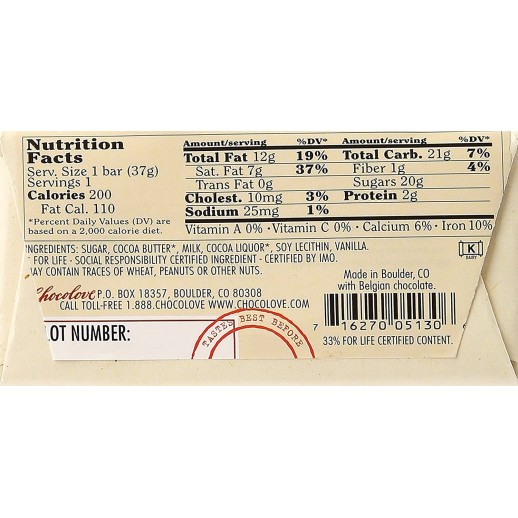 Nutrition
Facts
Serv. Size 1 bar (37g)
Servings 1
Calories 200
Fat Cal. 110
*Percent Daily Values (DV) are
based on a 2,000 calorie diet.
Amount/serving %DV*
Total Fat 12g 19%
Sat. Fat 7g 37%
Trans Fat 0g
Cholest. 10mg 3%
Sodium 25mg 1%
Amount/serving %DV*
Total Carb. 21g 7%
Fiber 1g 4%
Sugars 20g
Protein 2g
Vitamin A 0% · Vitamin C 0% · Calcium 6% · Iron 10%
NGREDIENTS: SUGAR, COCOA BUTTER*, MILK, COCOA LIQUOR*, SOY LECITHIN, VANILLA.
FOR LIFE - SOCIAL RESPONSIBILITY CERTIFIED INGREDIENT - CERTIFIED BY IMO.
AY CONTAIN TRACES OF WHEAT, PEANUTS OR OTHER NUTS.
K
DAIRY
Chocolove P.O. BOX 18357, BOULDER, CO 80308
CALL TOLL-FREE 1.888.CHOCOLOVE WWW.CHOCOLOVE.COM
Made in Boulder, CO
with Belgian chocolate.
LOT NUMBER:
TASTES BEST BEFORE
7 16270 05130
33% FOR LIFE CERTIFIED CONTENT.